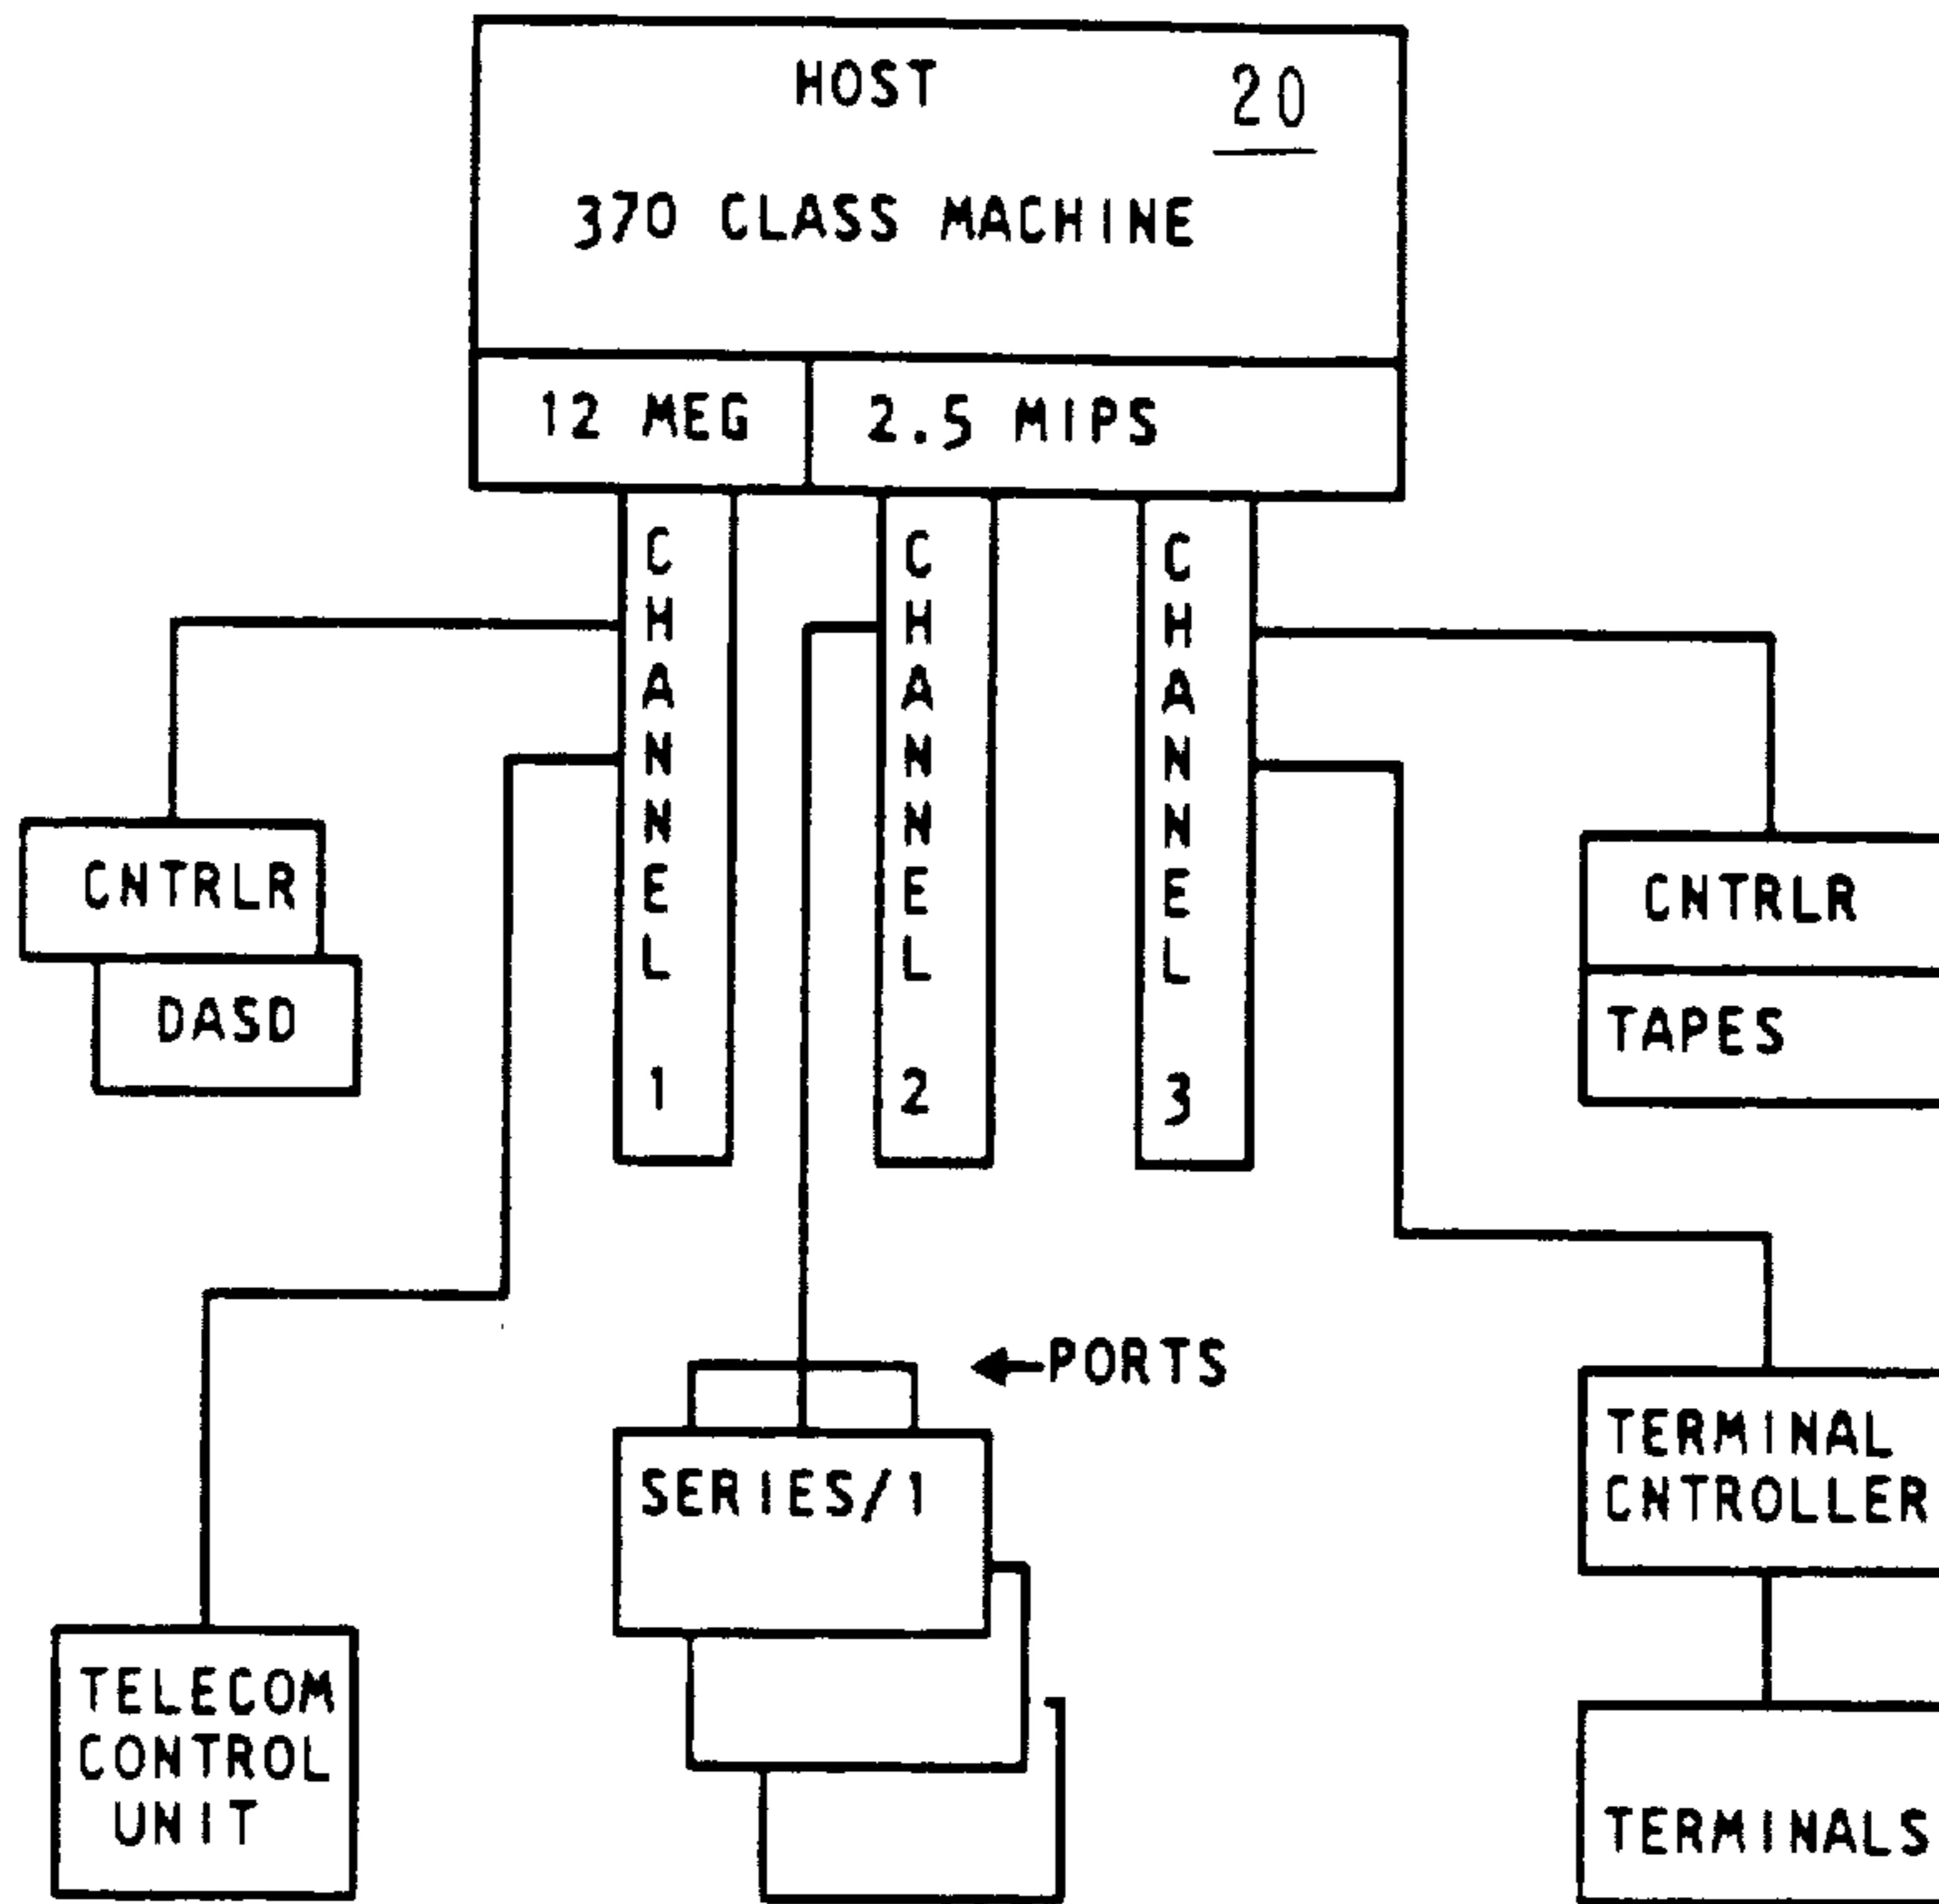 HOST 20
370 CLASS MACHINE
12 MEG 2.5 MIPS
CHANNEL 1
CHANNEL 2
CHANNEL 3
CNTRLR
DASD
CNTRLR
TAPES
PORTS
SERIES/1
TERMINAL
CNTROLLER
TELECOM
CONTROL
UNIT
TERMINALS